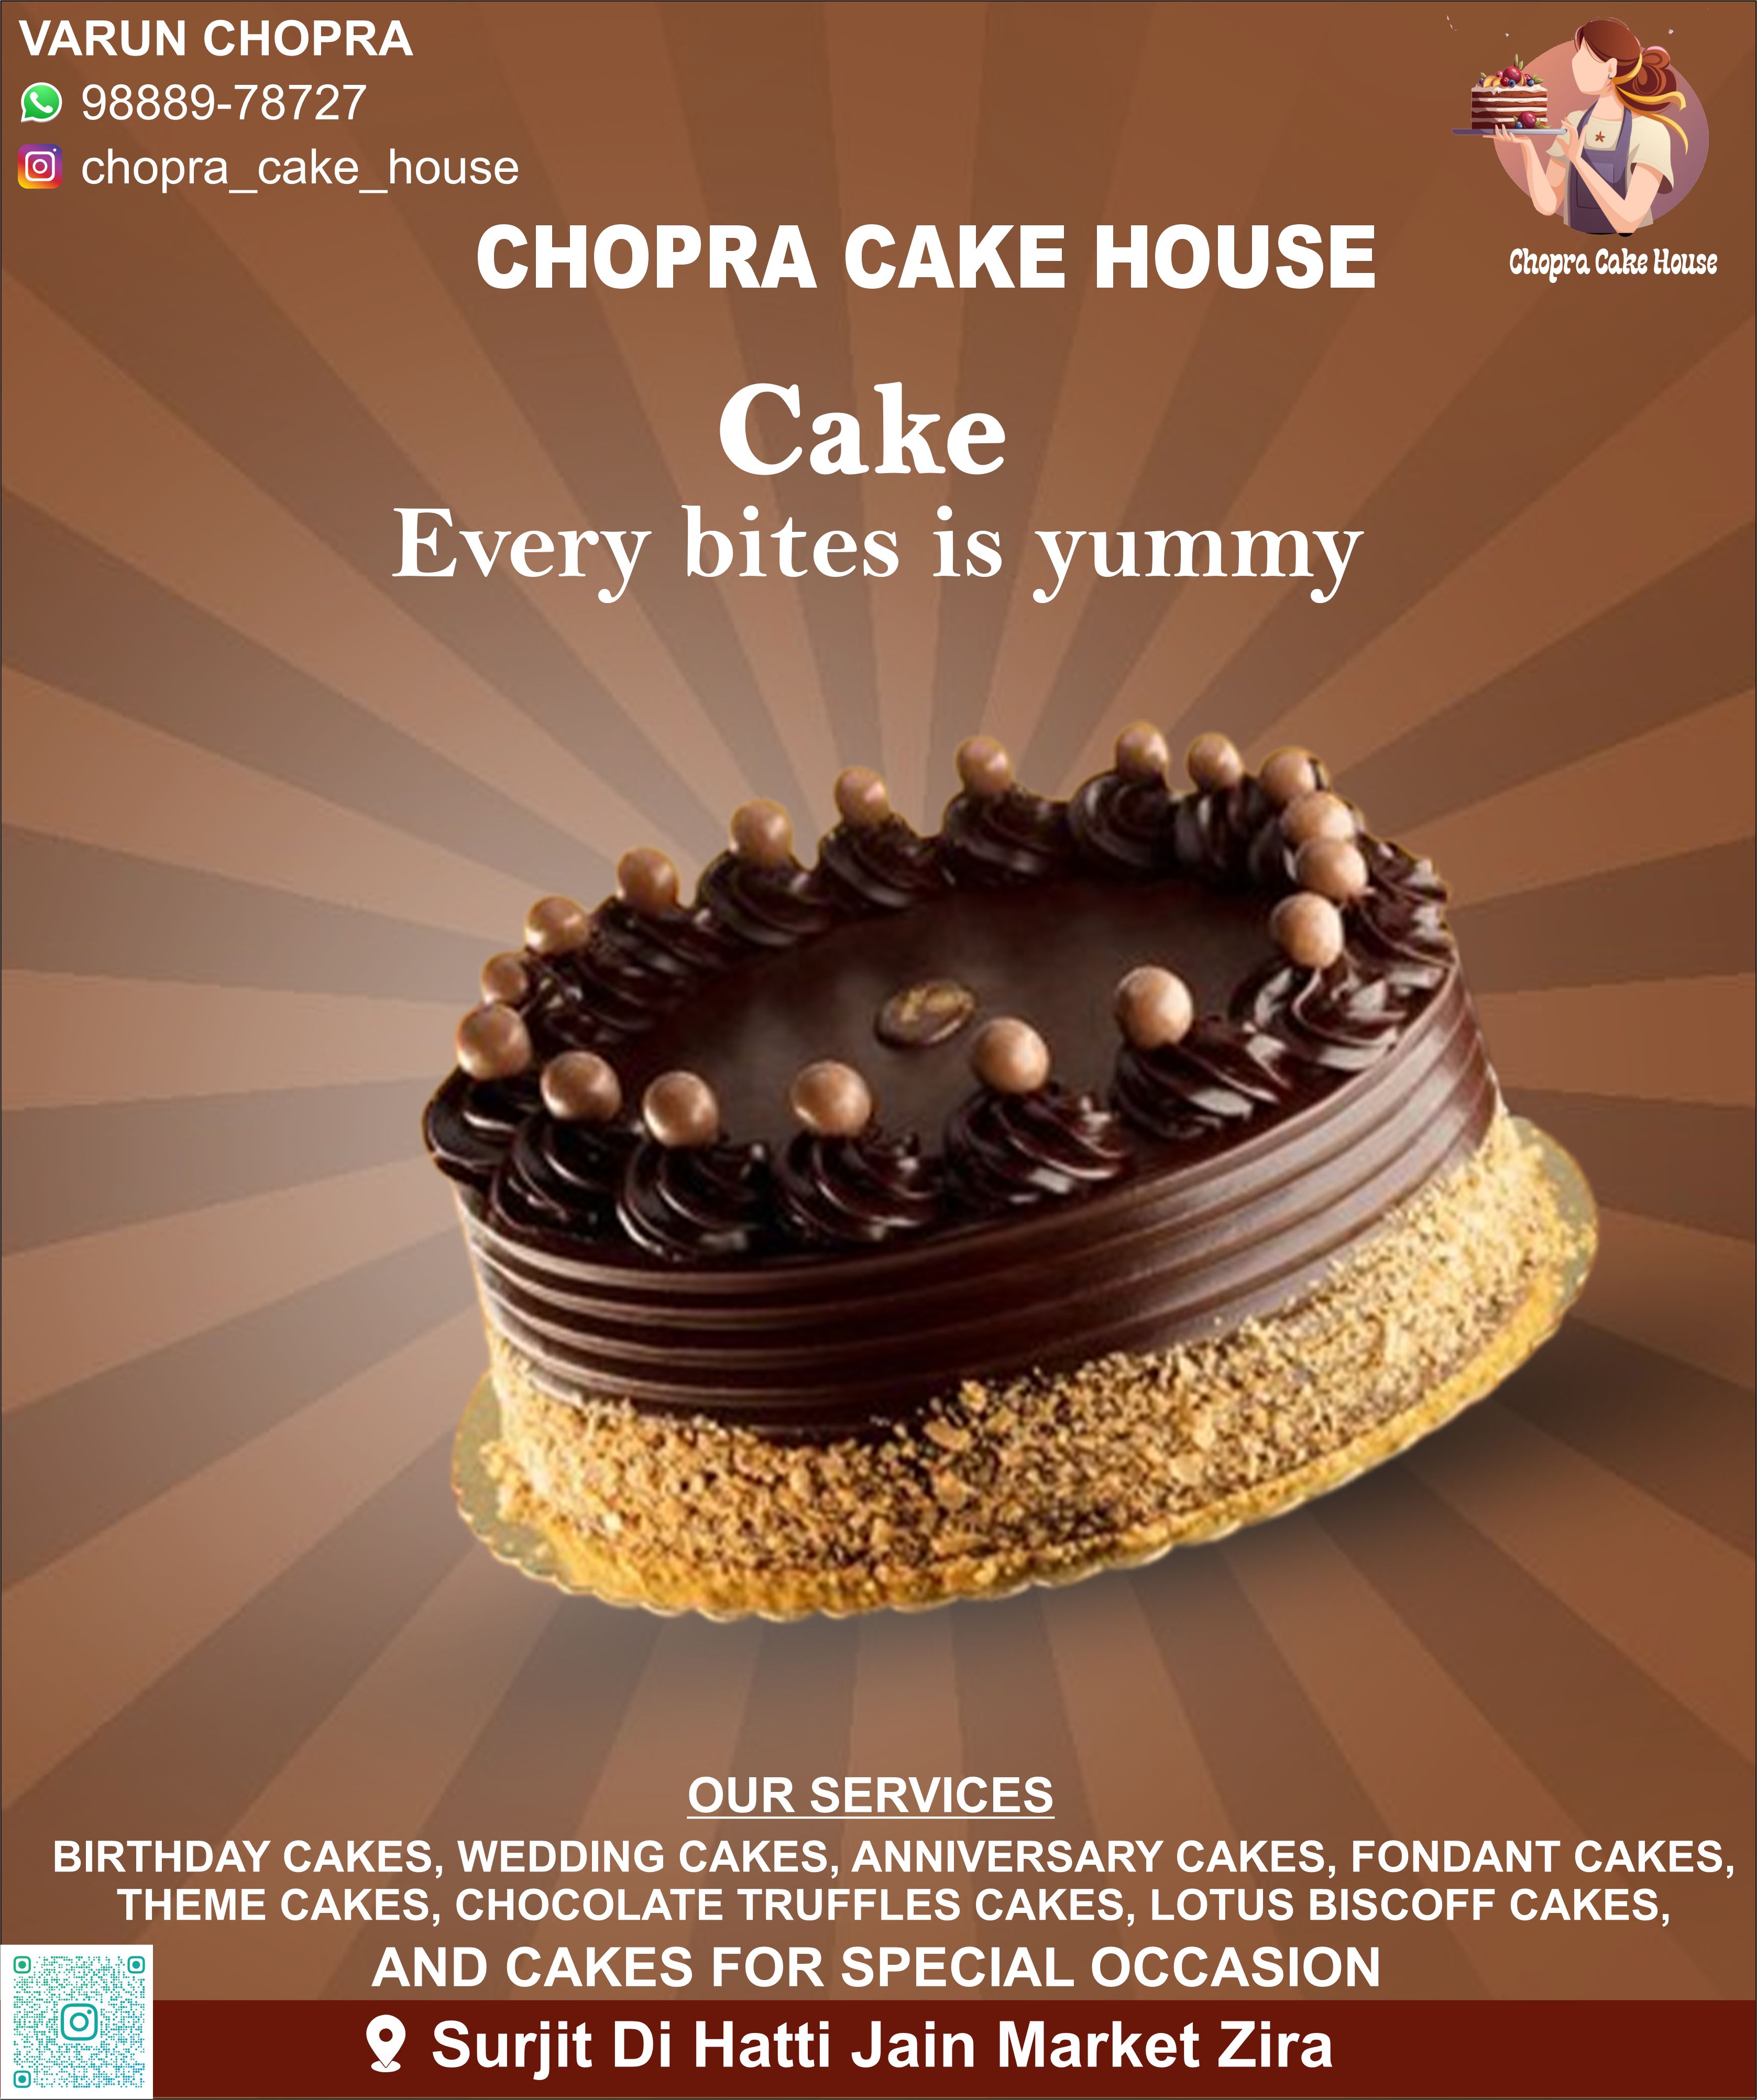 VARUN CHOPRA
98889-78727
chopra_cake_house
Chopra Cake House
CHOPRA CAKE HOUSE
Cake
Every bites is yummy
OUR SERVICES
BIRTHDAY CAKES, WEDDING CAKES, ANNIVERSARY CAKES, FONDANT CAKES,
THEME CAKES, CHOCOLATE TRUFFLES CAKES, LOTUS BISCOFF CAKES,
AND CAKES FOR SPECIAL OCCASION
Surjit Di Hatti Jain Market Zira